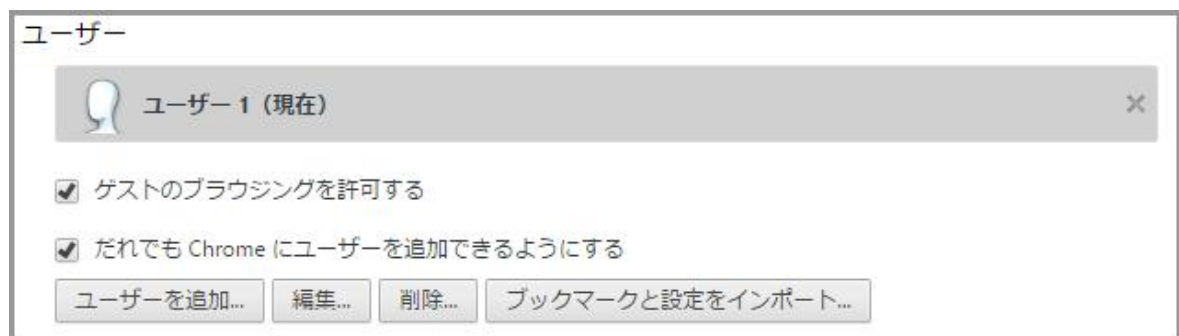 ユーザー
ユーザー 1（現在）
ゲストのブラウジングを許可する
だれでも Chrome にユーザーを追加できるようにする
ユーザーを追加... 編集... 削除... ブックマークと設定をインポート...